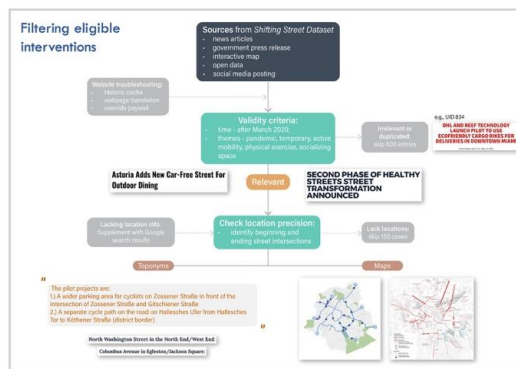 Filtering eligible
interventions
Sources from Shifting Street Dataset
- news articles
- government press release
- interactive map
- open data
- social media posting
Website troubleshooting:
- Historic cache
- webpage translation
- override paywall
Validity criteria:
- time - after March 2020;
- themes - pandemic, temporary, active
mobility, physical exercise, socializing
space
Irrelevant or
duplicated:
skip 800 entries
e.g., UID 834
DHL AND REEF TECHNOLOGY
LAUNCH PILOT TO USE
ECOFRIENDLY CARGO BIKES FOR
DELIVERIES IN DOWNTOWN MIAMI
Astoria Adds New Car-Free Street For
Outdoor Dining
Relevant
SECOND PHASE OF HEALTHY
STREETS STREET
TRANSFORMATION
ANNOUNCED
Lacking location info:
Supplement with Google
search results
Check location precision:
- identify beginning and
ending street intersections
Lack locations:
skip 150 cases
Toponyms
Maps
"
The pilot projects are:
1.) A wider parking area for cyclists on Zossener Straße in front of the
intersection of Zossener Straße and Gitschiener Straße
2.) A separate cycle path on the road on Hallesches Ufer from Hallesches
Tor to Köthener Straße (district border)
"
North Washington Street in the North End/West End
Columbus Avenue in Egleston/Jackson Square: